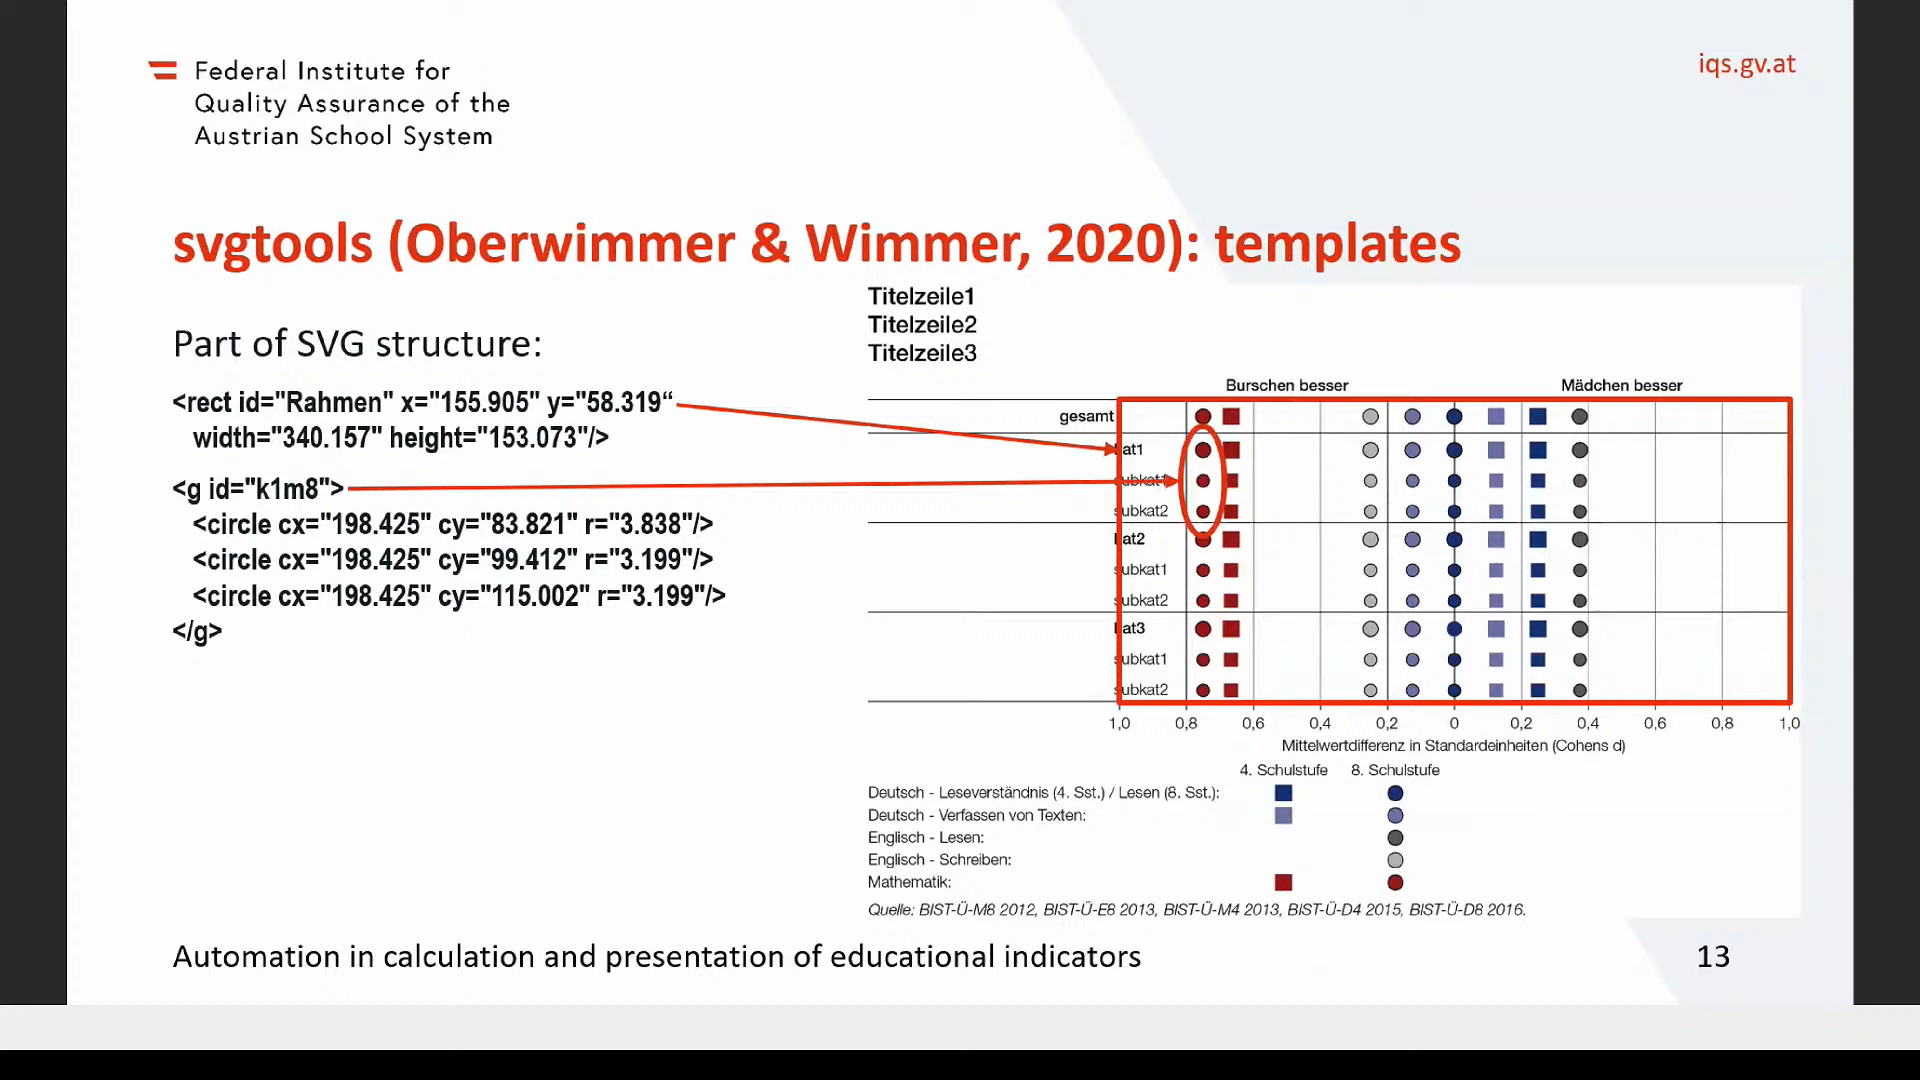 Federal Institute for
Quality Assurance of the
Austrian School System
iqs.gv.at
svgtools (Oberwimmer & Wimmer, 2020): templates
Part of SVG structure:
<rect id="Rahmen" x="155.905" y="58.319“
width="340.157" height="153.073"/>
<g id="k1m8">
<circle cx="198.425" cy="83.821" r="3.838"/>
<circle cx="198.425" cy="99.412" r="3.199"/>
<circle cx="198.425" cy="115.002" r="3.199"/>
</g>
Titelzeile1
Titelzeile2
Titelzeile3
Burschen besser Mädchen besser
gesamt
kat1
subkat1
subkat2
kat2
subkat1
subkat2
kat3
subkat1
subkat2
1,0 0,8 0,6 0,4 0,2 0 0,2 0,4 0,6 0,8 1,0
Mittelwertdifferenz in Standardeinheiten (Cohens d)
4. Schulstufe 8. Schulstufe
Deutsch - Leseverständnis (4. Sst.) / Lesen (8. Sst.):
Deutsch - Verfassen von Texten:
Englisch - Lesen:
Englisch - Schreiben:
Mathematik:
Quelle: BIST-Ü-M8 2012, BIST-Ü-E8 2013, BIST-Ü-M4 2013, BIST-Ü-D4 2015, BIST-Ü-D8 2016.
Automation in calculation and presentation of educational indicators
13